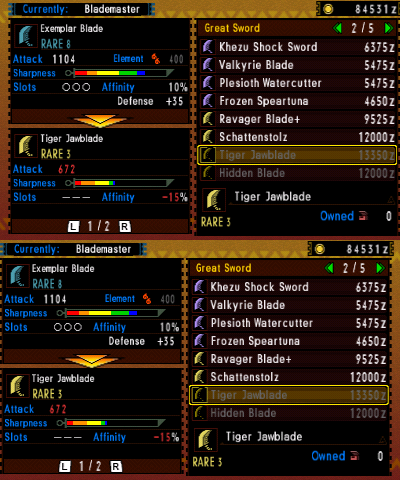 Currently: Blademaster
84531z
Exemplar Blade
RARE 8
Attack 1104 Element 400
Sharpness
Slots ○○○ Affinity 10%
Defense +35
Tiger Jawblade
RARE 3
Attack 672
Sharpness
Slots --- Affinity -15%
L 1/2 R
Great Sword 2/5
Khezu Shock Sword 6375z
Valkyrie Blade 5475z
Plesioth Watercutter 5475z
Frozen Speartuna 4650z
Ravager Blade+ 9525z
Schattenstolz 12000z
Tiger Jawblade 13350z
Hidden Blade 12000z
Tiger Jawblade
RARE 3
Owned 0
Currently: Blademaster
84531z
Exemplar Blade
RARE 8
Attack 1104 Element 400
Sharpness
Slots ○○○ Affinity 10%
Defense +35
Tiger Jawblade
RARE 3
Attack 672
Sharpness
Slots --- Affinity -15%
L 1/2 R
Great Sword 2/5
Khezu Shock Sword 6375z
Valkyrie Blade 5475z
Plesioth Watercutter 5475z
Frozen Speartuna 4650z
Ravager Blade+ 9525z
Schattenstolz 12000z
Tiger Jawblade 13350z
Hidden Blade 12000z
Tiger Jawblade
RARE 3
Owned 0